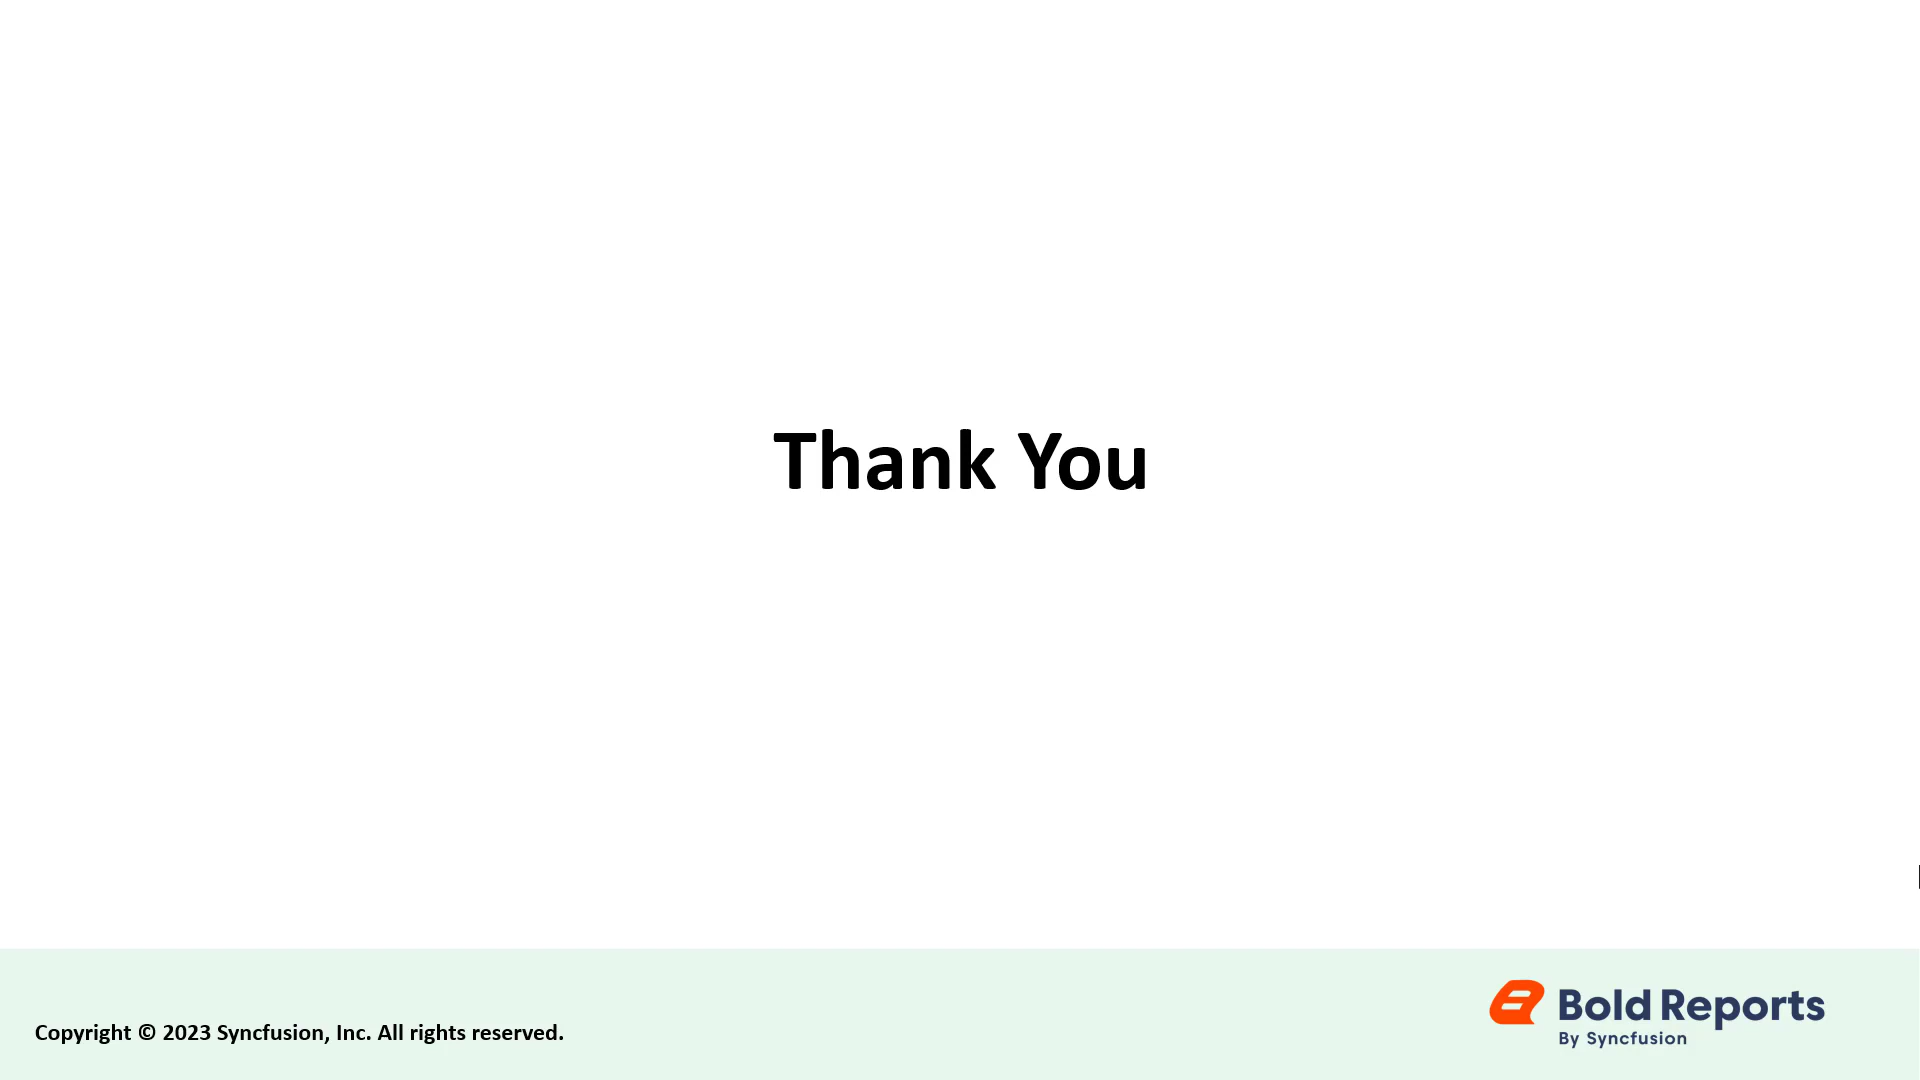 Thank You
Copyright © 2023 Syncfusion, Inc. All rights reserved.
Bold Reports
By Syncfusion